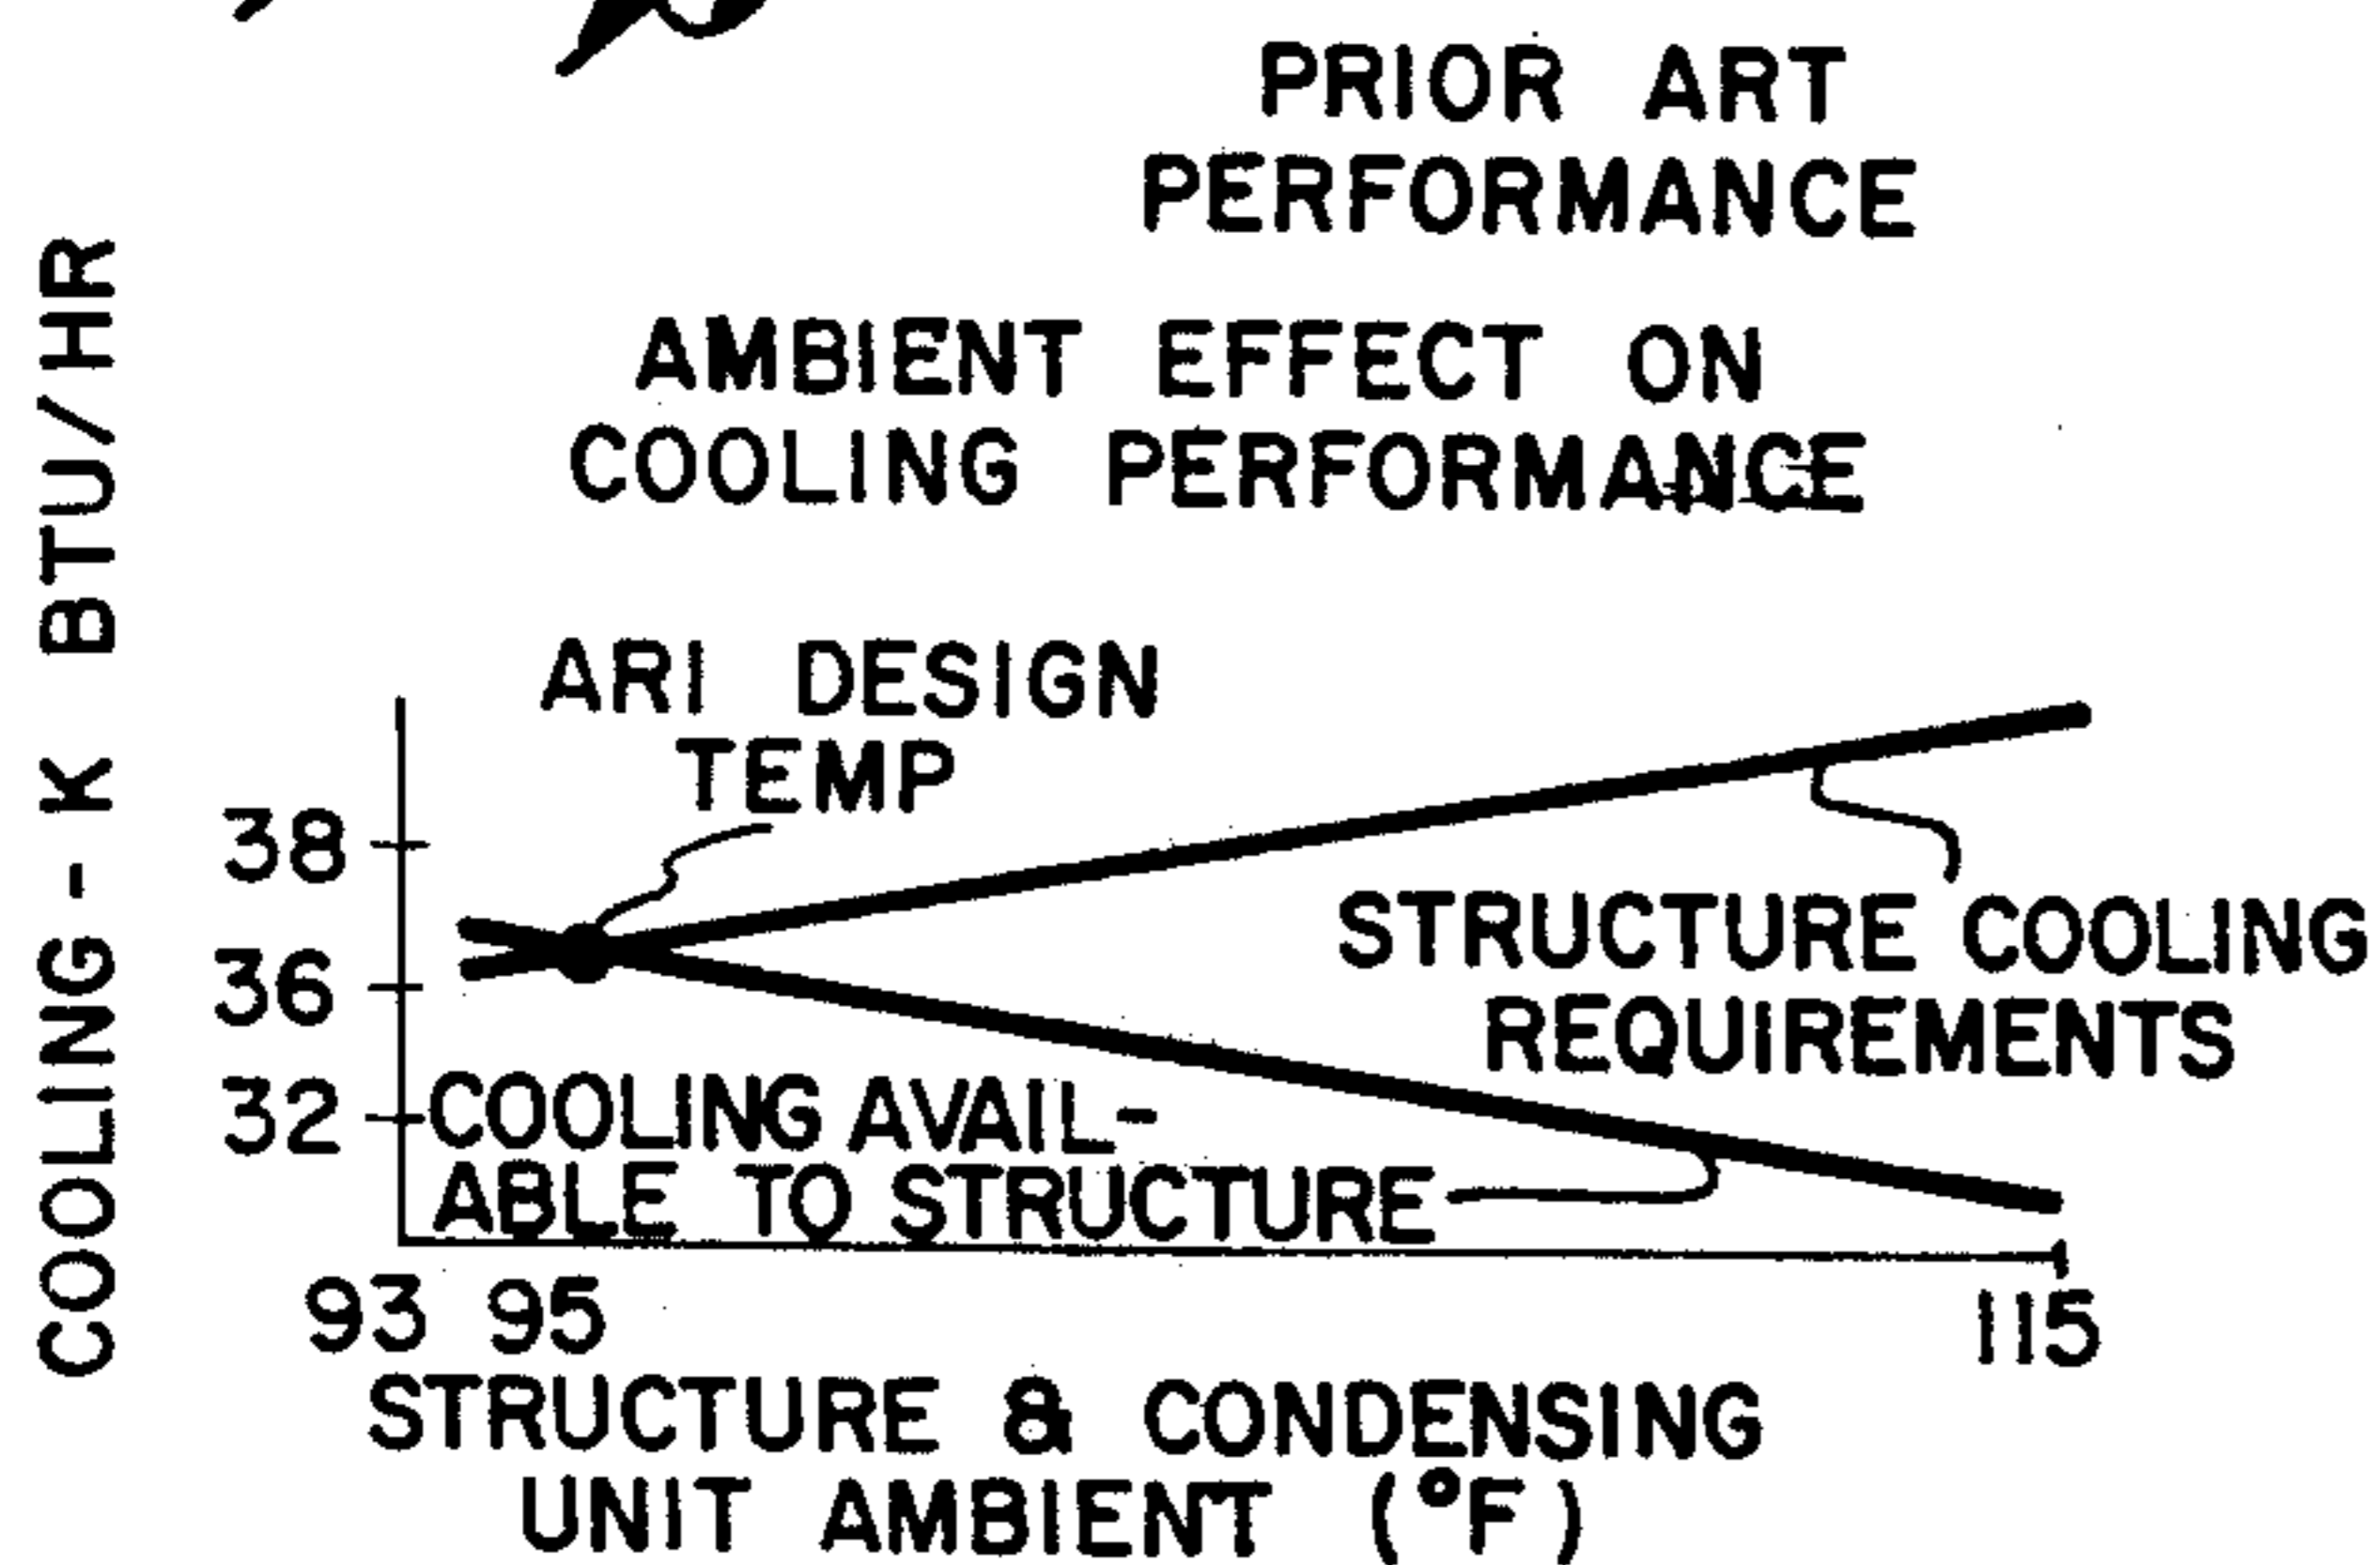 PRIOR ART
PERFORMANCE
AMBIENT EFFECT ON
COOLING PERFORMANCE
COOLING - K BTU/HR
ARI DESIGN
TEMP
38
36
32
STRUCTURE COOLING
REQUIREMENTS
COOLING AVAIL-
ABLE TO STRUCTURE
93 95 115
STRUCTURE & CONDENSING
UNIT AMBIENT (°F)